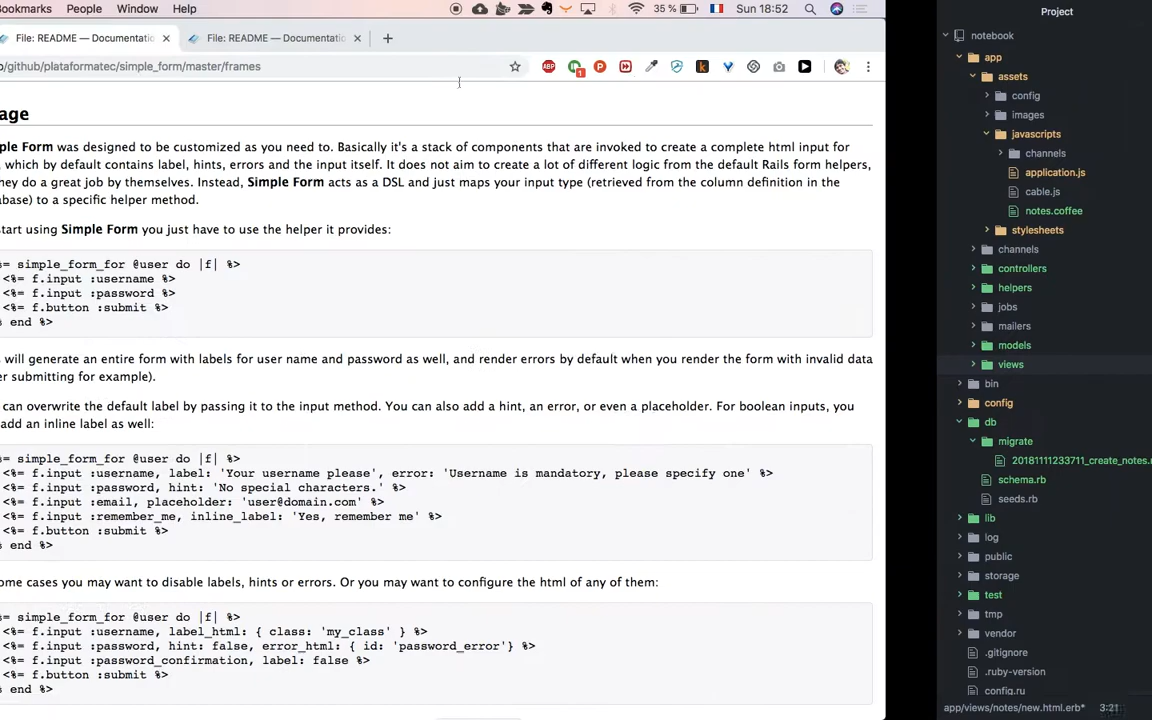 Bookmarks People Window Help 35 % Sun 18:52
File: README — Documentatio × File: README — Documentatio × +
o/github/plataformatec/simple_form/master/frames
age
ple Form was designed to be customized as you need to. Basically it's a stack of components that are invoked to create a complete html input for
, which by default contains label, hints, errors and the input itself. It does not aim to create a lot of different logic from the default Rails form helpers,
hey do a great job by themselves. Instead, Simple Form acts as a DSL and just maps your input type (retrieved from the column definition in the
abase) to a specific helper method.
start using Simple Form you just have to use the helper it provides:
%= simple_form_for @user do |f| %>
<%= f.input :username %>
<%= f.input :password %>
<%= f.button :submit %>
% end %>
will generate an entire form with labels for user name and password as well, and render errors by default when you render the form with invalid data
er submitting for example).
can overwrite the default label by passing it to the input method. You can also add a hint, an error, or even a placeholder. For boolean inputs, you
add an inline label as well:
%= simple_form_for @user do |f| %>
<%= f.input :username, label: 'Your username please', error: 'Username is mandatory, please specify one' %>
<%= f.input :password, hint: 'No special characters.' %>
<%= f.input :email, placeholder: 'user@domain.com' %>
<%= f.input :remember_me, inline_label: 'Yes, remember me' %>
<%= f.button :submit %>
% end %>
ome cases you may want to disable labels, hints or errors. Or you may want to configure the html of any of them:
%= simple_form_for @user do |f| %>
<%= f.input :username, label_html: { class: 'my_class' } %>
<%= f.input :password, hint: false, error_html: { id: 'password_error'} %>
<%= f.input :password_confirmation, label: false %>
<%= f.button :submit %>
% end %>
Project
notebook
app
assets
config
images
javascripts
channels
application.js
cable.js
notes.coffee
stylesheets
channels
controllers
helpers
jobs
mailers
models
views
bin
config
db
migrate
20181111233711_create_notes.r
schema.rb
seeds.rb
lib
log
public
storage
test
tmp
vendor
.gitignore
.ruby-version
config.ru
app/views/notes/new.html.erb* 3:21